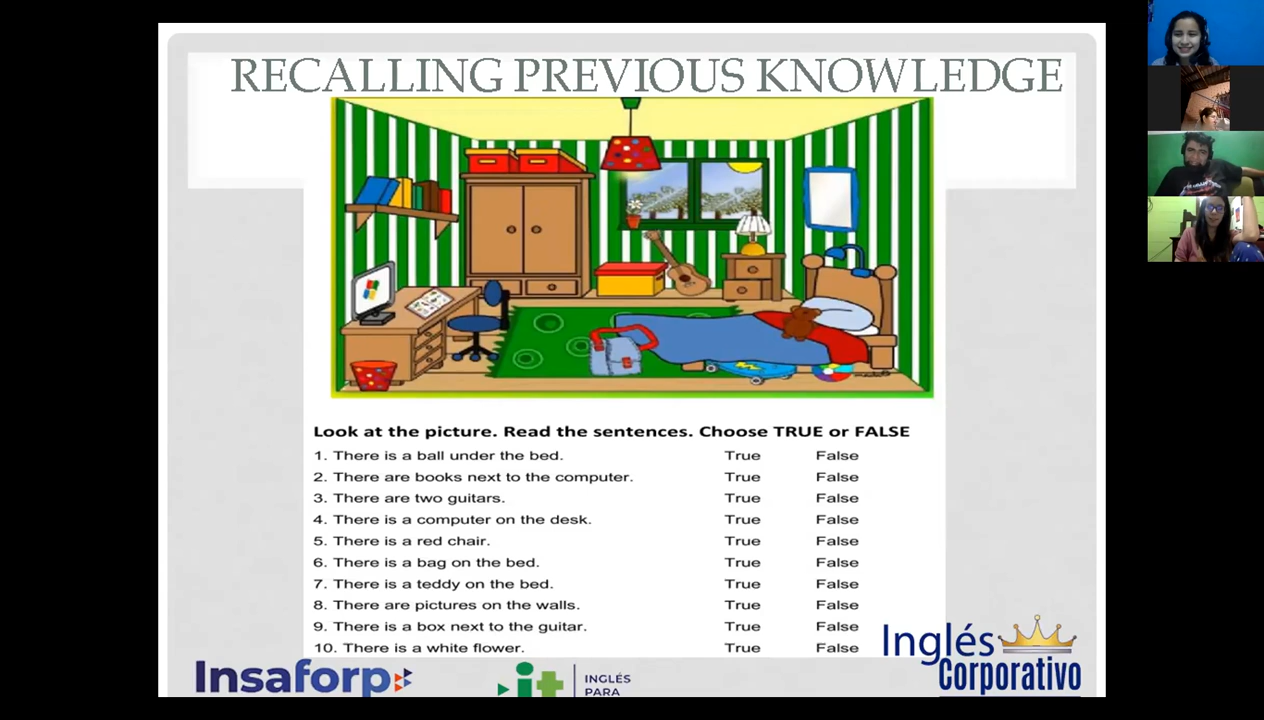 RECALLING PREVIOUS KNOWLEDGE
Look at the picture. Read the sentences. Choose TRUE or FALSE
1. There is a ball under the bed. True False
2. There are books next to the computer. True False
3. There are two guitars. True False
4. There is a computer on the desk. True False
5. There is a red chair. True False
6. There is a bag on the bed. True False
7. There is a teddy on the bed. True False
8. There are pictures on the walls. True False
9. There is a box next to the guitar. True False
10. There is a white flower. True False
Insaforp
it
INGLÉS
PARA
Inglés
Corporativo